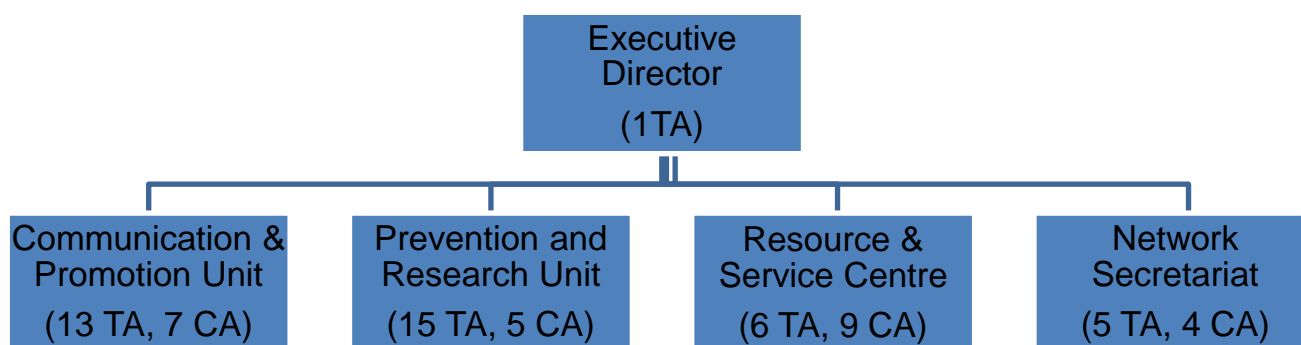 Executive
Director
(1TA)
Communication &
Promotion Unit
(13 TA, 7 CA)
Prevention and
Research Unit
(15 TA, 5 CA)
Resource &
Service Centre
(6 TA, 9 CA)
Network
Secretariat
(5 TA, 4 CA)